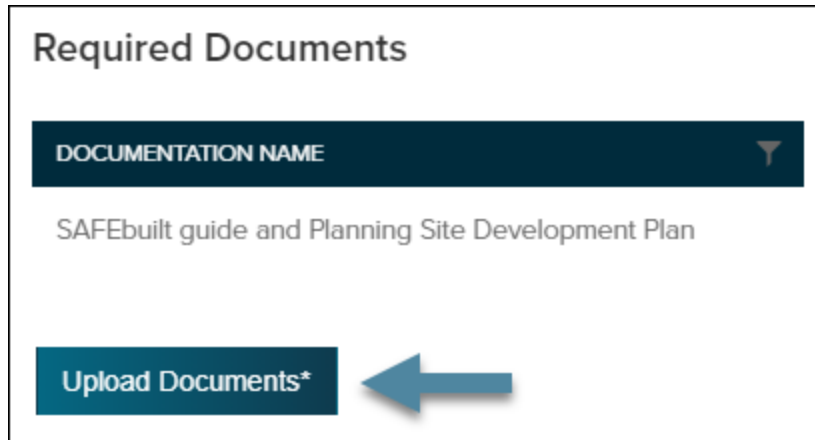 Required Documents
DOCUMENTATION NAME
SAFEbuilt guide and Planning Site Development Plan
Upload Documents*